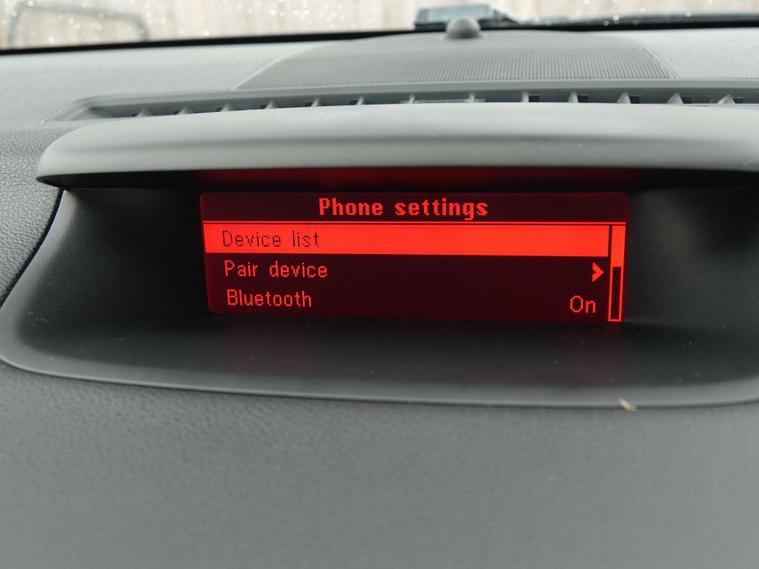 Phone settings
Device list
Pair device
Bluetooth On